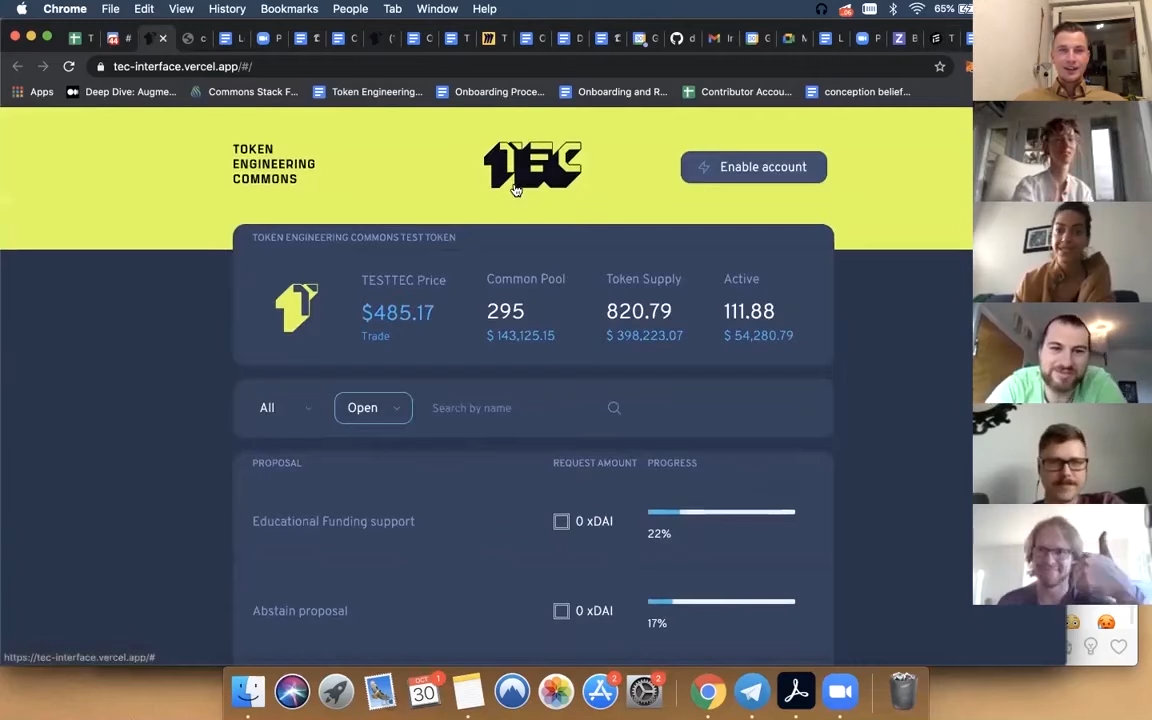 Chrome File Edit View History Bookmarks People Tab Window Help 65%
tec-interface.vercel.app/#/
Apps Deep Dive: Augme... Commons Stack F... Token Engineering... Onboarding Proce... Onboarding and R... Contributor Accou... conception belief...
TOKEN
ENGINEERING
COMMONS
TEC
Enable account
TOKEN ENGINEERING COMMONS TEST TOKEN
TESTTEC Price Common Pool Token Supply Active
$485.17 295 820.79 111.88
Trade $ 143,125.15 $ 398,223.07 $ 54,280.79
All Open Search by name
PROPOSAL REQUEST AMOUNT PROGRESS
Educational Funding support 0 xDAI
22%
Abstain proposal 0 xDAI
17%
https://tec-interface.vercel.app/#
OCT
30
1
2
2